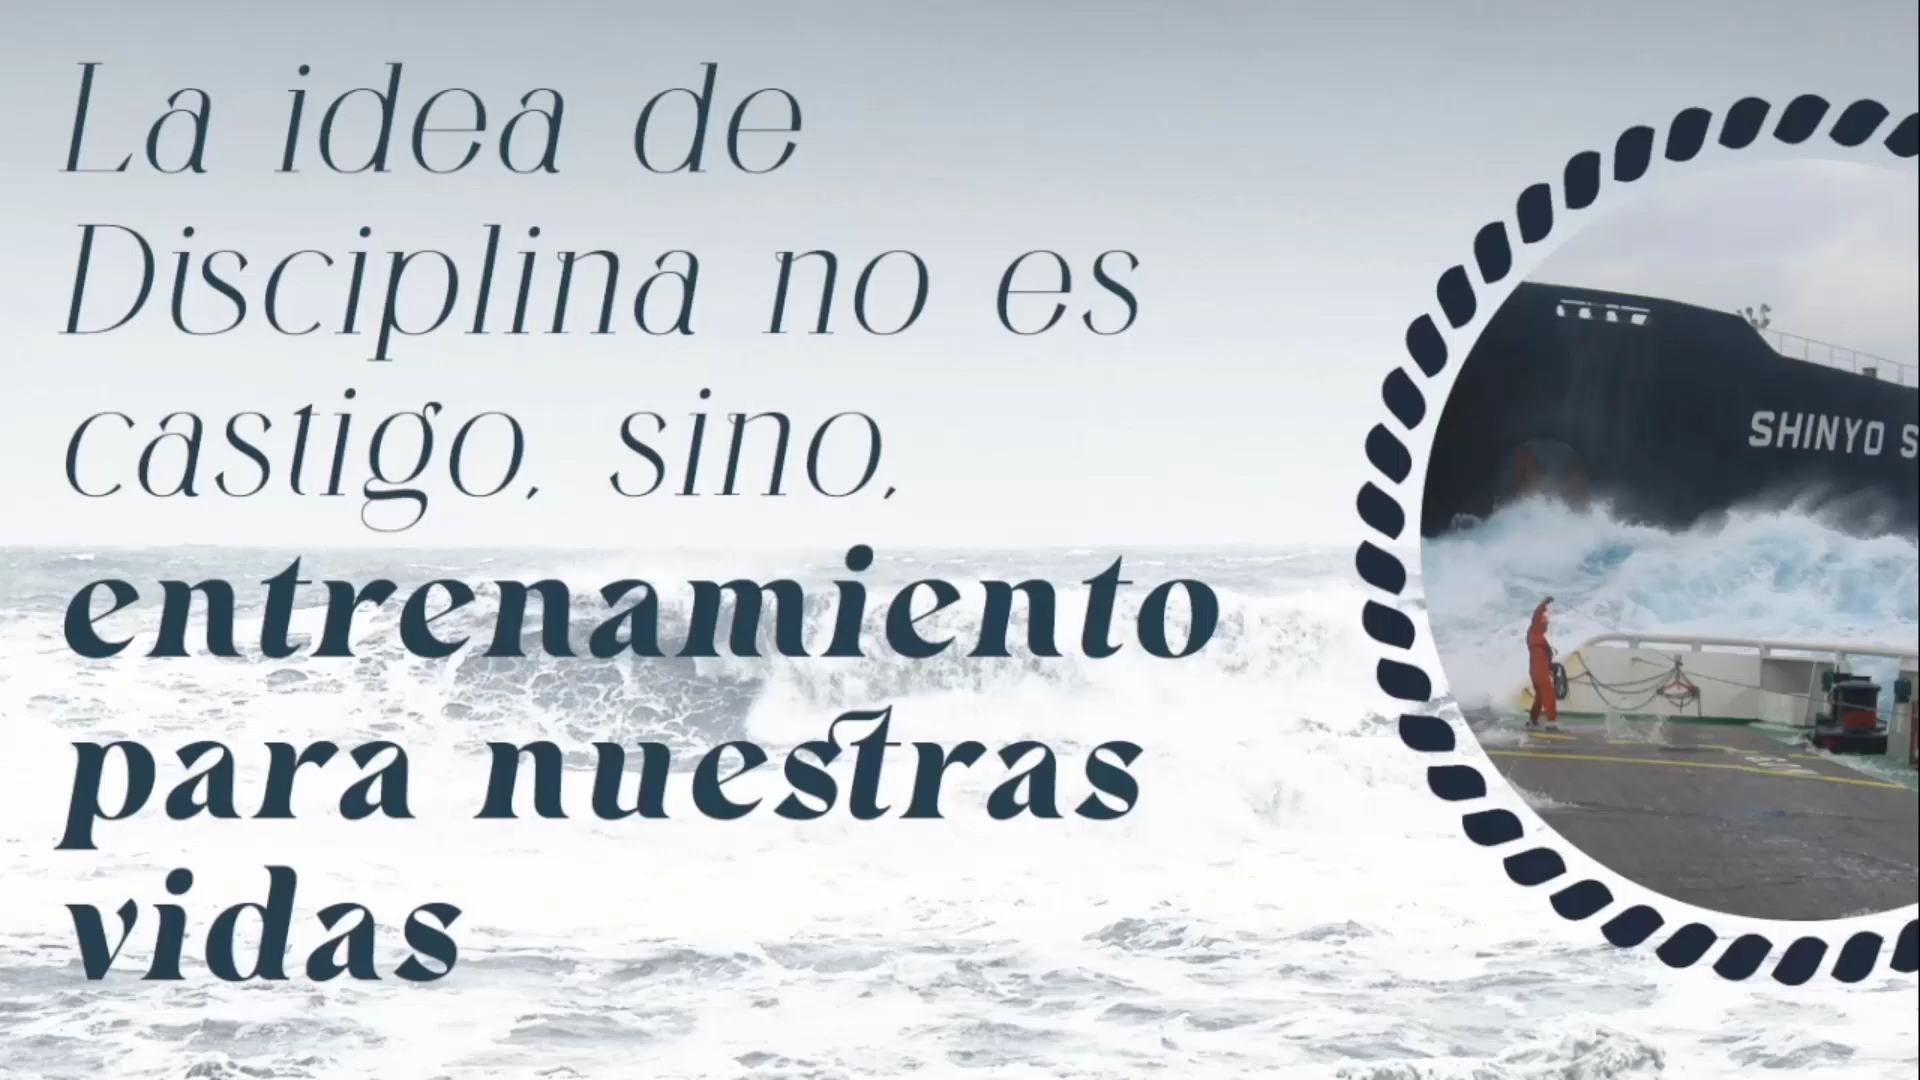 La idea de
Disciplina no es
castigo, sino,
entrenamiento
para nuestras
vidas
SHINYO S